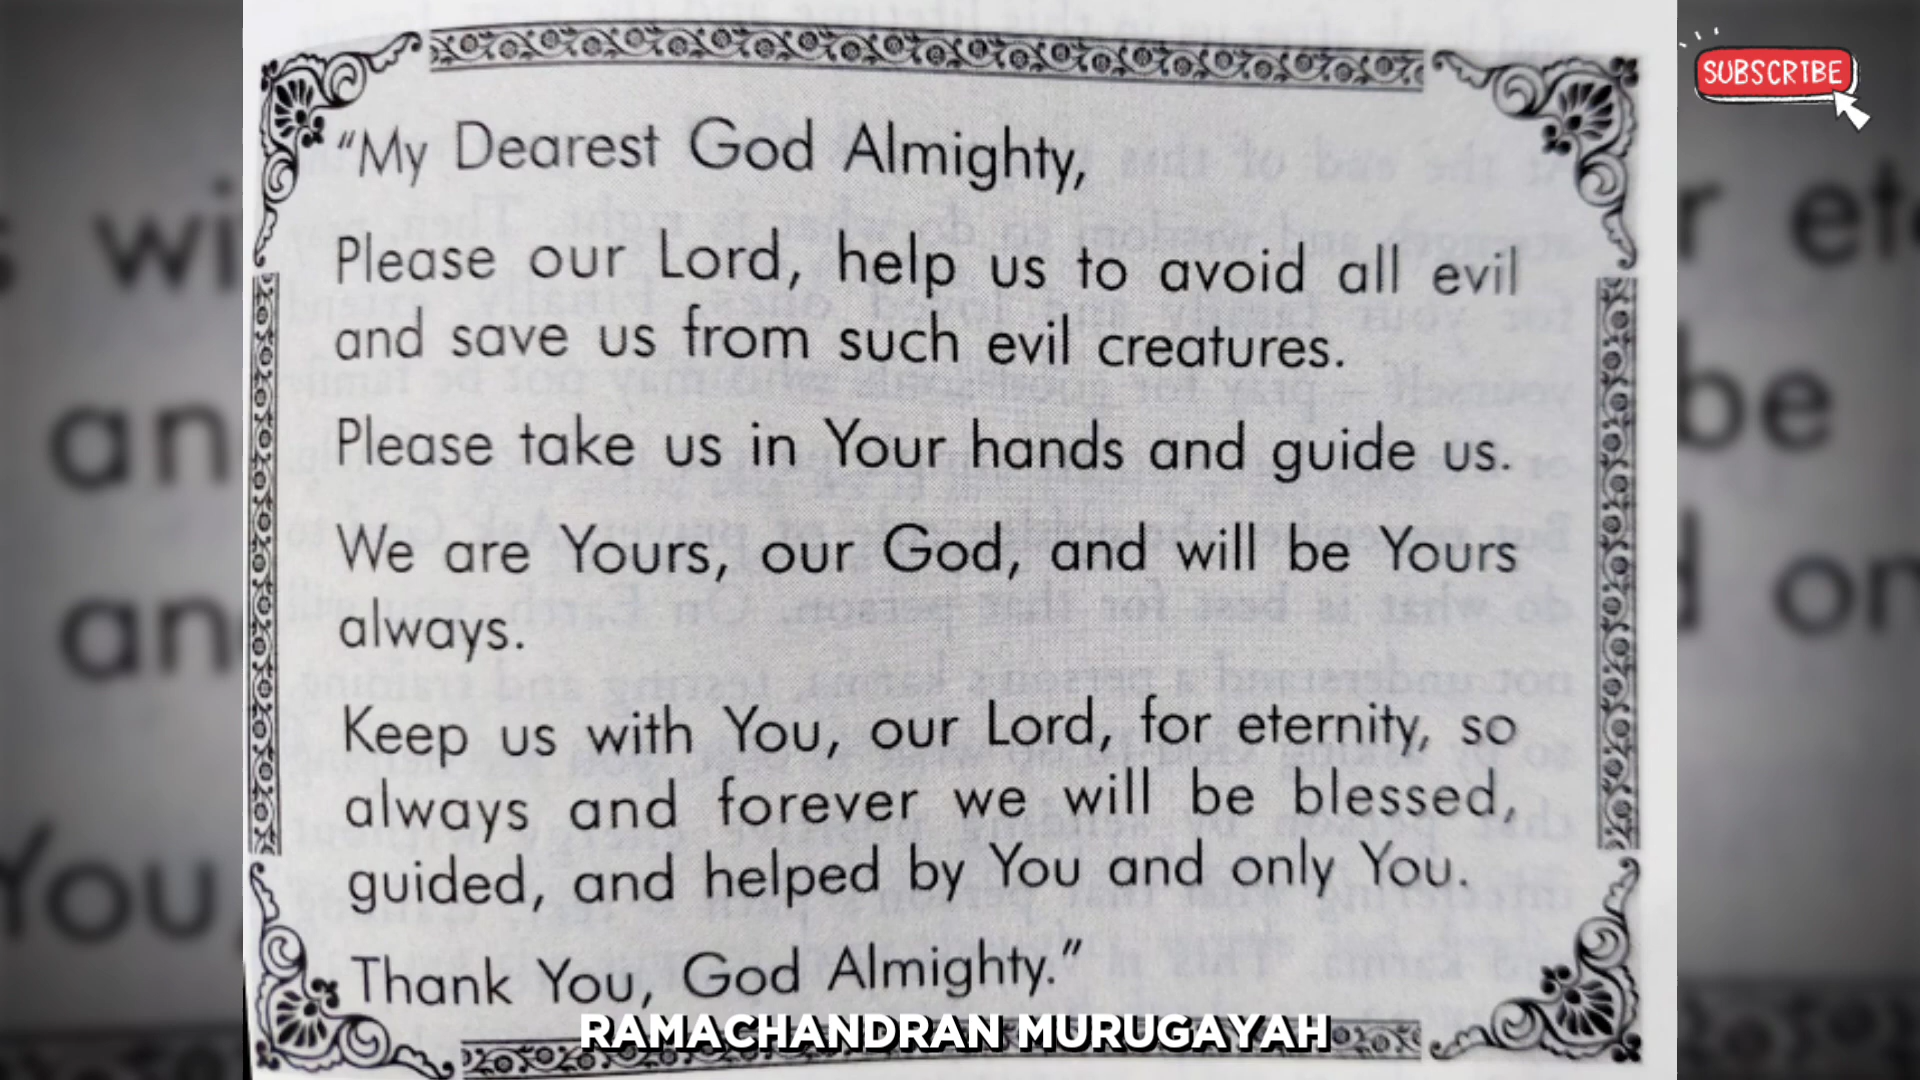 SUBSCRIBE
"My Dearest God Almighty,
Please our Lord, help us to avoid all evil
and save us from such evil creatures.
Please take us in Your hands and guide us.
We are Yours, our God, and will be Yours
always.
Keep us with You, our Lord, for eternity, so
always and forever we will be blessed,
guided, and helped by You and only You.
Thank You, God Almighty."
RAMACHANDRAN MURUGAYAH